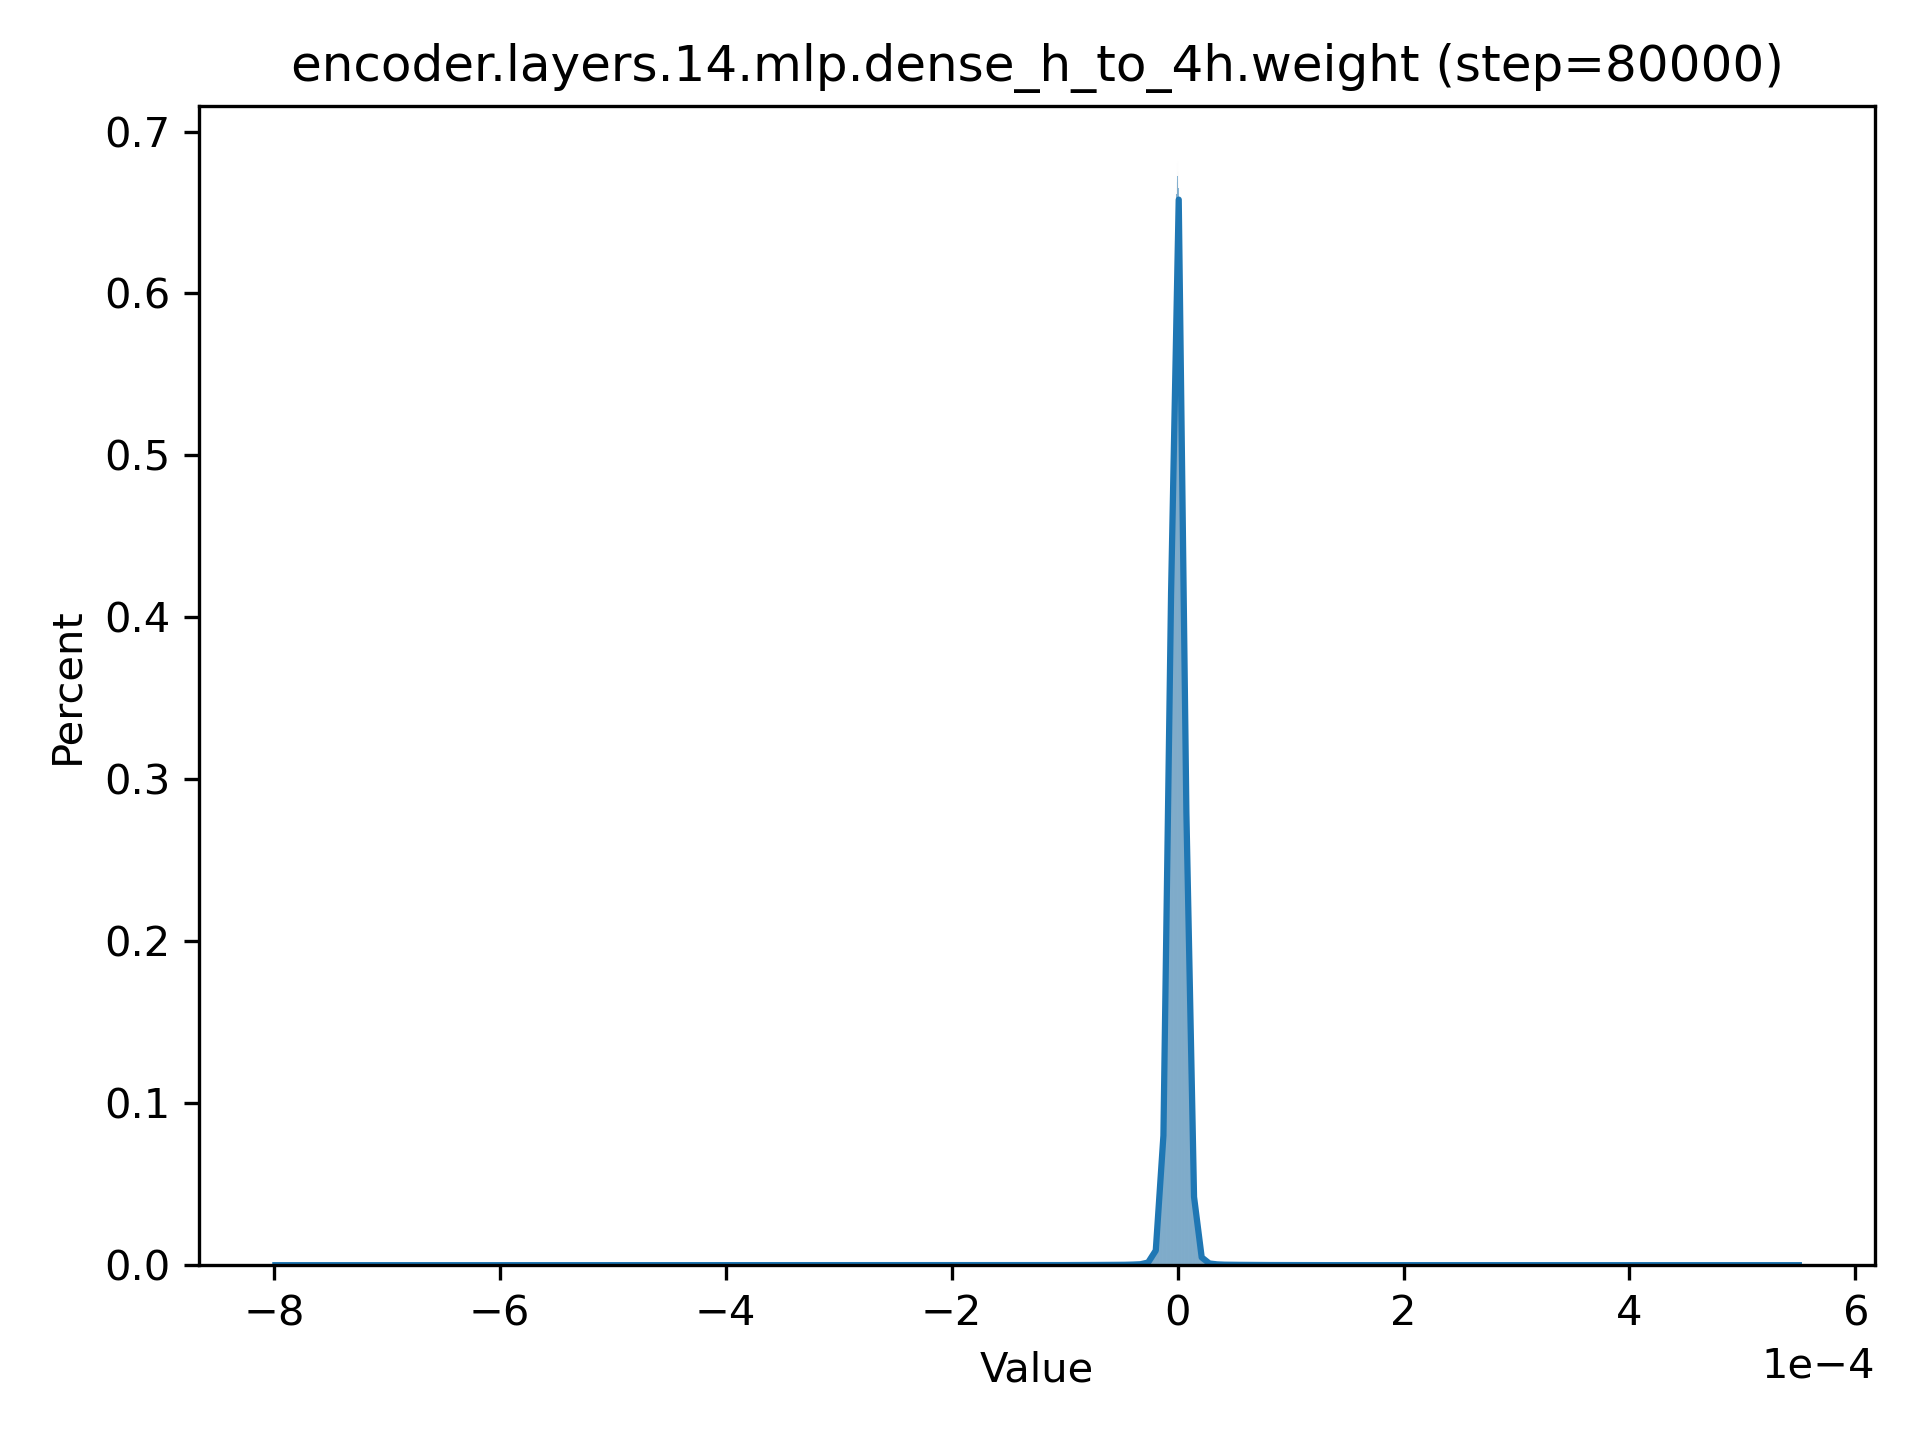 encoder.layers.14.mlp.dense_h_to_4h.weight (step=80000)
0.7
0.6
0.5
0.4
0.3
0.2
0.1
0.0
Percent
−8 −6 −4 −2 0 2 4 6
1e−4
Value